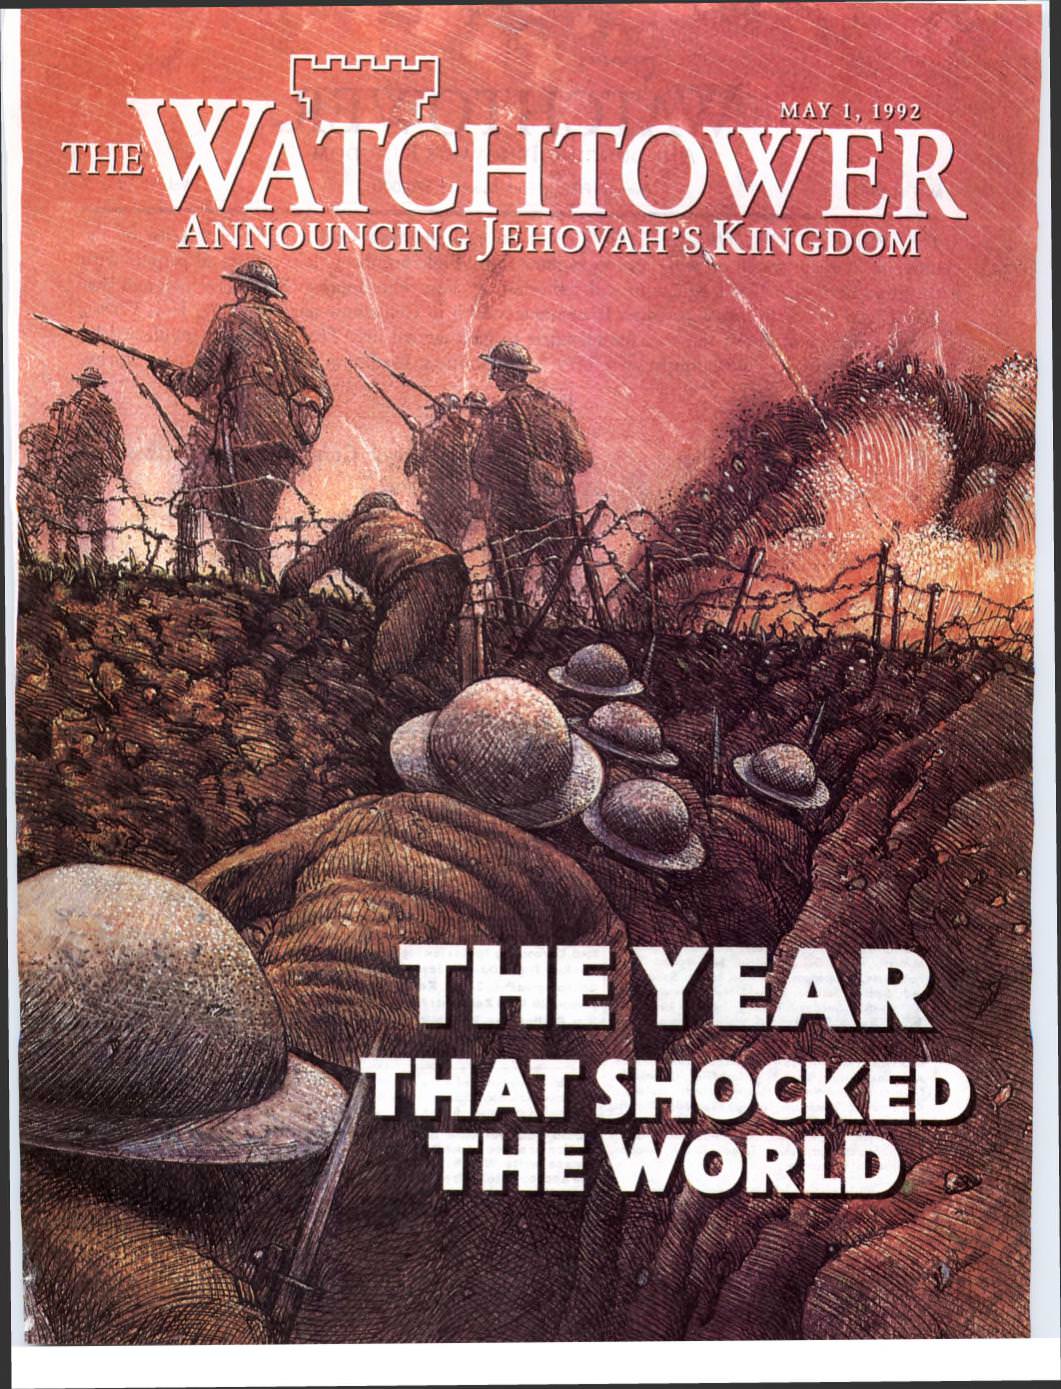 MAY 1, 1992
THE WATCHTOWER
ANNOUNCING JEHOVAH'S KINGDOM
THE YEAR
THAT SHOCKED
THE WORLD